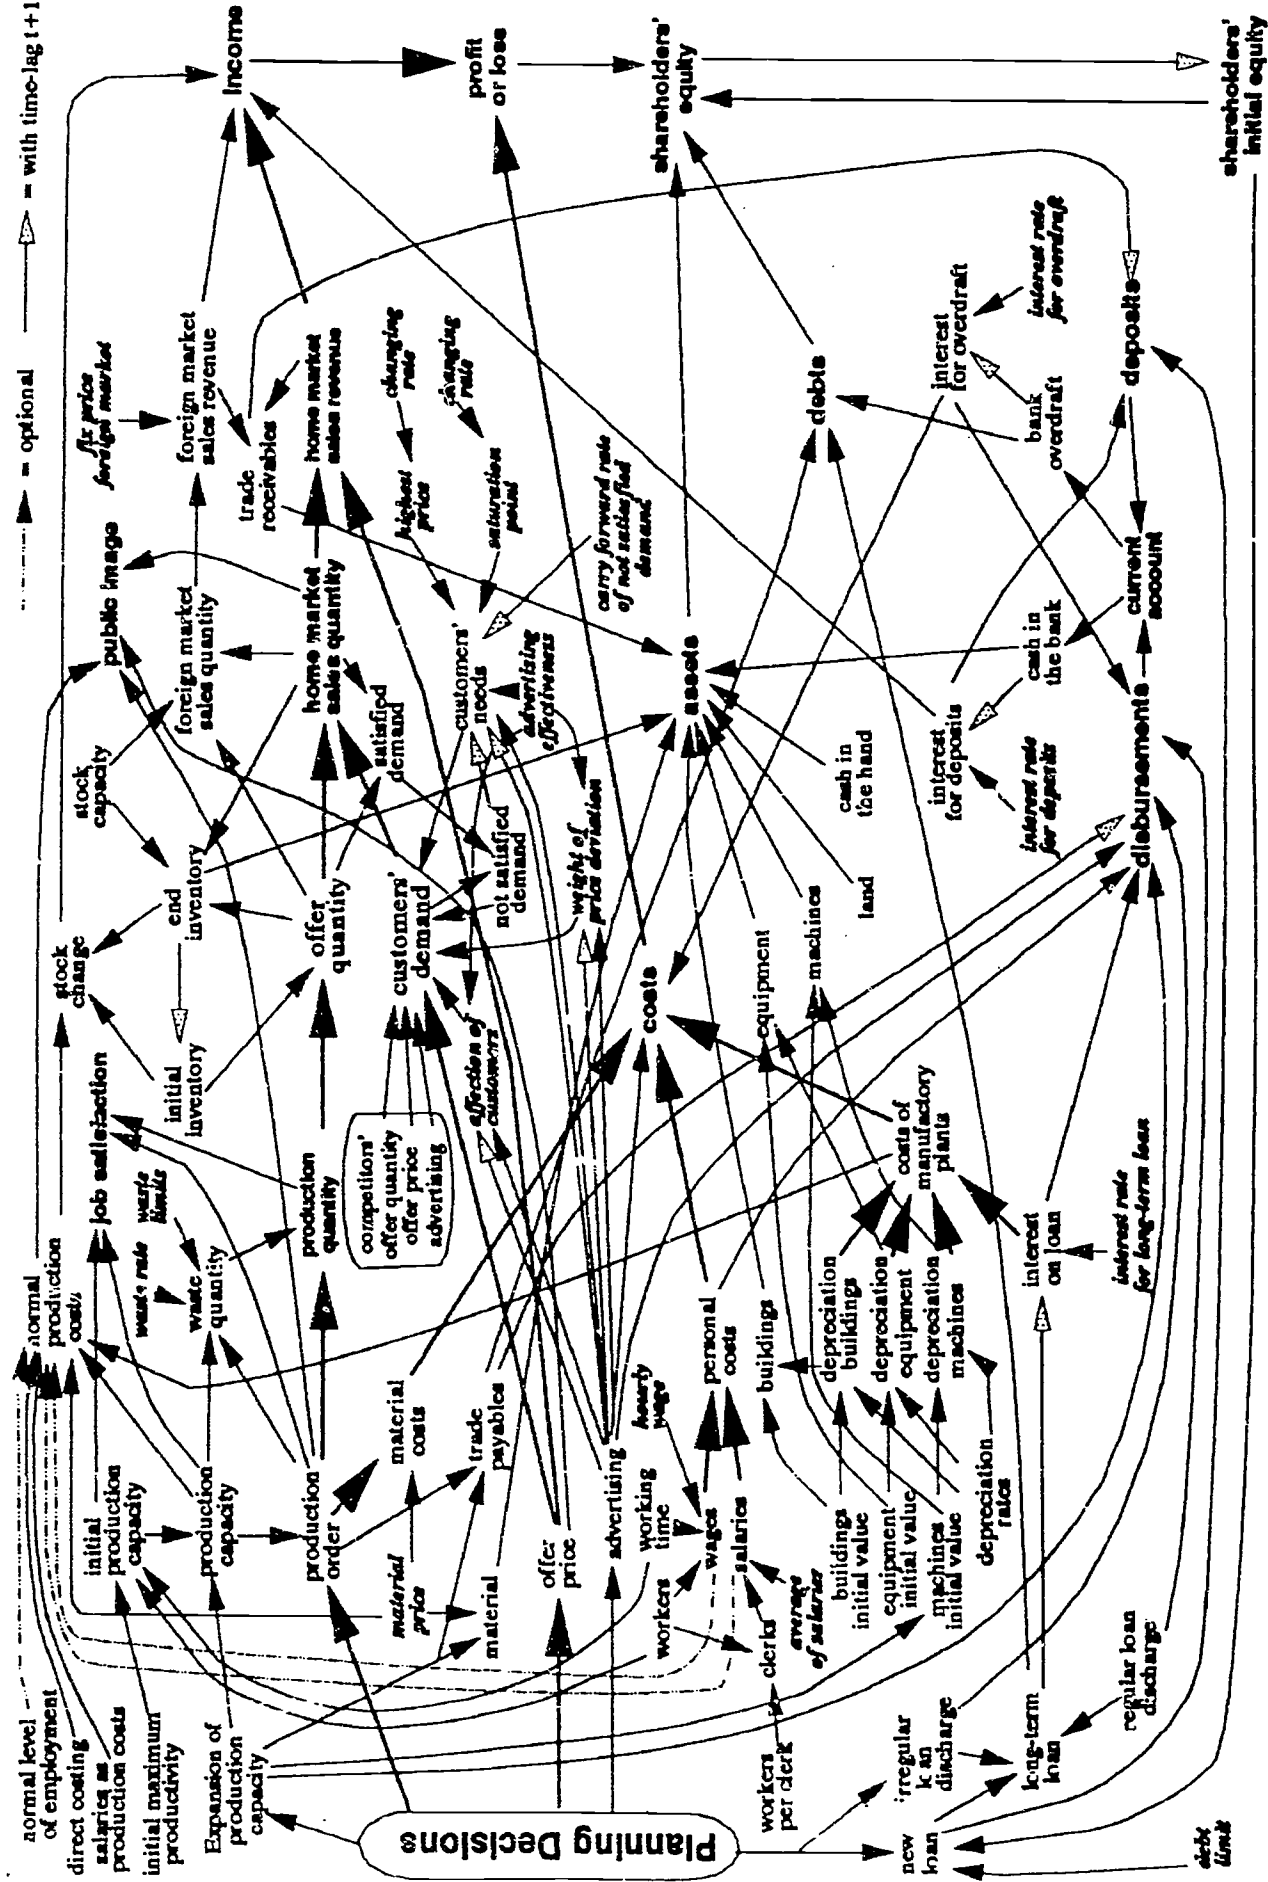 = optional
= with time-lag t+1
normal level
of employment
direct costing
salaries as
production costs
initial maximum
productivity
Expansion of
production
capacity
Planning Decisions
workers
per clerk
new
loan
debt
limit
irregular
loan
discharge
long-term
loan
regular loan
discharge
normal
production
costs
initial
production
capacity
production
capacity
production
order
material
price
material
offer
price
advertising
working
time
workers
clerks
wages
salaries
average
of salaries
hourly
wage
buildings
initial value
equipment
initial value
machines
initial value
depreciation
rates
job satisfaction
waste rate
waste
limits
waste
quantity
production
quantity
material
costs
trade
payables
personal
costs
buildings
depreciation
buildings
depreciation
equipment
depreciation
machines
interest
on loan
interest rate
for long-term loan
costs of
manufactory
plants
competitors'
offer quantity
offer price
advertising
stock
change
initial
inventory
end
inventory
stock
capacity
offer
quantity
customers'
demand
affection of
customers
not satisfied
demand
satisfied
demand
weight of
price deviation
advertising
effectiveness
customers'
needs
costs
equipment
machines
land
cash in
the hand
assets
public image
foreign market
sales quantity
home market
sales quantity
highest
price
changing
rate
saturation
point
changing
rate
carry forward rate
of not satisfied
demand
fix price
foreign market
foreign market
sales revenue
trade
receivables
home market
sales revenue
debts
interest
for deposits
interest rate
for deposits
cash in
the bank
disbursements
current
account
bank
overdraft
interest
for overdraft
interest rate
for overdraft
deposits
income
profit
or loss
shareholders'
equity
shareholders'
initial equity